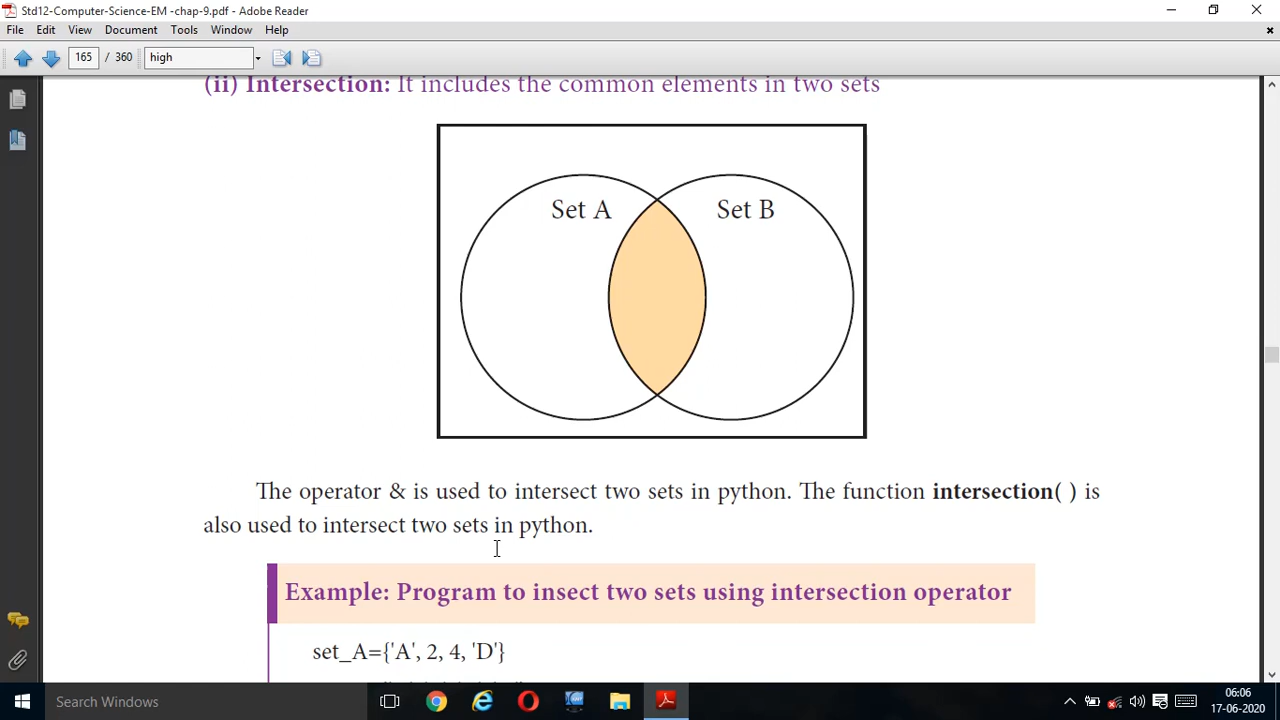 Std12-Computer-Science-EM -chap-9.pdf - Adobe Reader
File Edit View Document Tools Window Help
165 / 360 high
(ii) Intersection: It includes the common elements in two sets
Set A Set B
The operator & is used to intersect two sets in python. The function intersection( ) is
also used to intersect two sets in python.
Example: Program to insect two sets using intersection operator
set_A={'A', 2, 4, 'D'}
Search Windows
06:06
17-06-2020